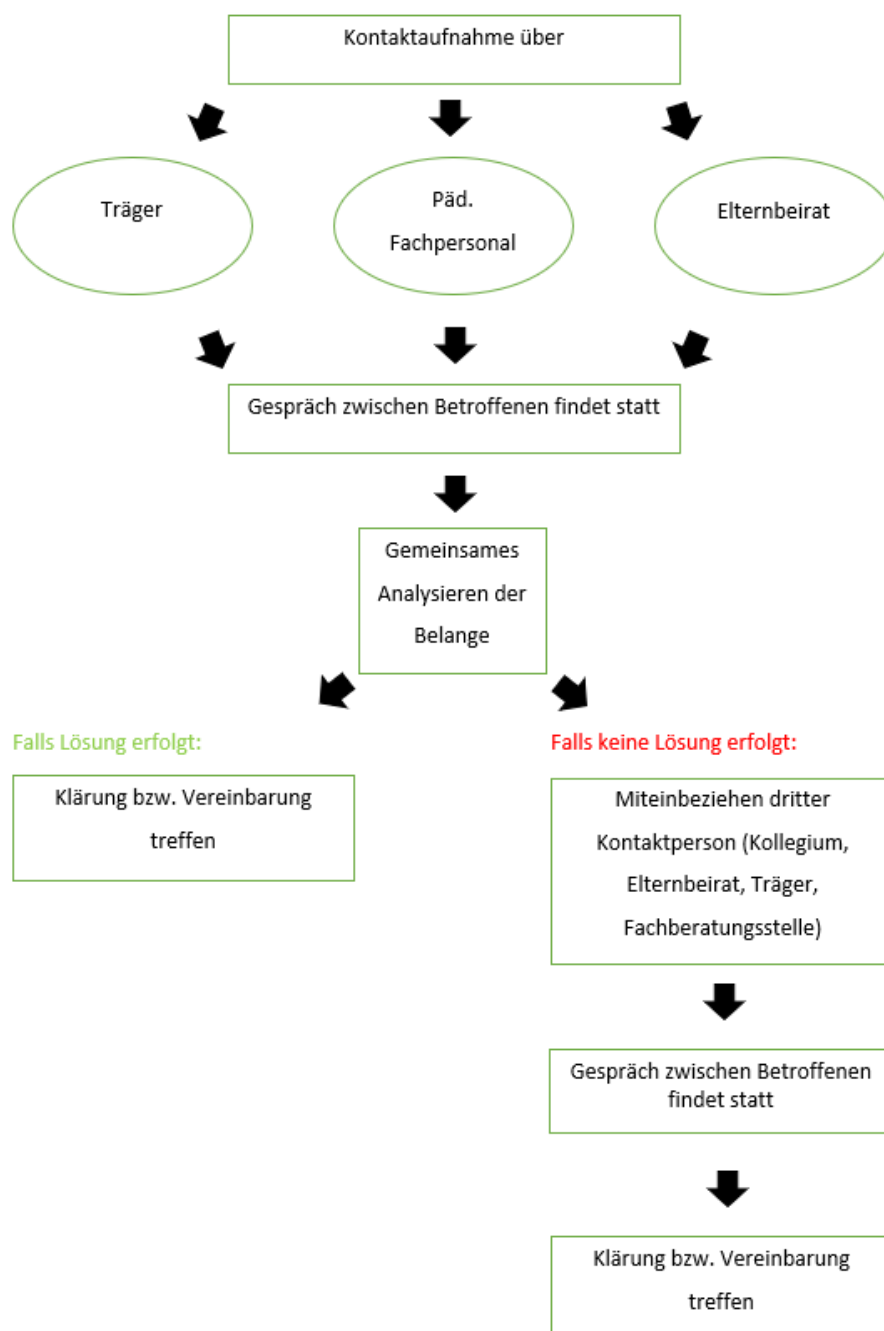 Kontaktaufnahme über
Träger
Päd.
Fachpersonal
Elternbeirat
Gespräch zwischen Betroffenen findet statt
Gemeinsames
Analysieren der
Belange
Falls Lösung erfolgt:
Klärung bzw. Vereinbarung
treffen
Falls keine Lösung erfolgt:
Miteinbeziehen dritter
Kontaktperson (Kollegium,
Elternbeirat, Träger,
Fachberatungsstelle)
Gespräch zwischen Betroffenen
findet statt
Klärung bzw. Vereinbarung
treffen